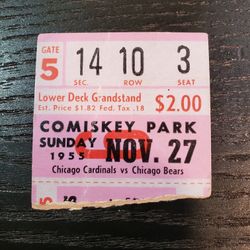 GATE 5 14 10 3
SEC. ROW SEAT
Lower Deck Grandstand
Est. Price $1.82 Fed. Tax .18 $2.00
COMISKEY PARK
SUNDAY NOV. 27
1955
Chicago Cardinals vs Chicago Bears